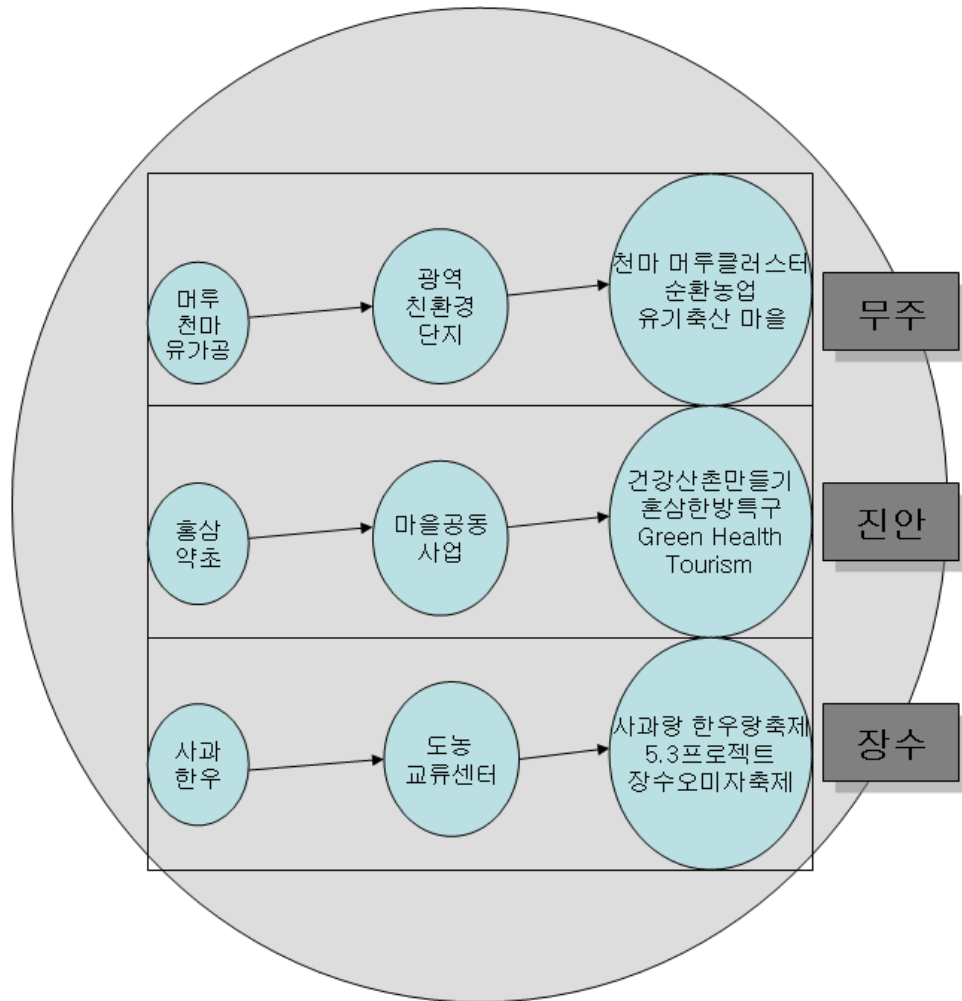 머루
천마
유가공
광역
친환경
단지
천마 머루클러스터
순환농업
유기축산 마을
무주
홍삼
약초
마을공동
사업
건강산촌만들기
혼삼한방특구
Green Health
Tourism
진안
사과
한우
도농
교류센터
사과랑 한우랑축제
5.3프로젝트
장수오미자축제
장수